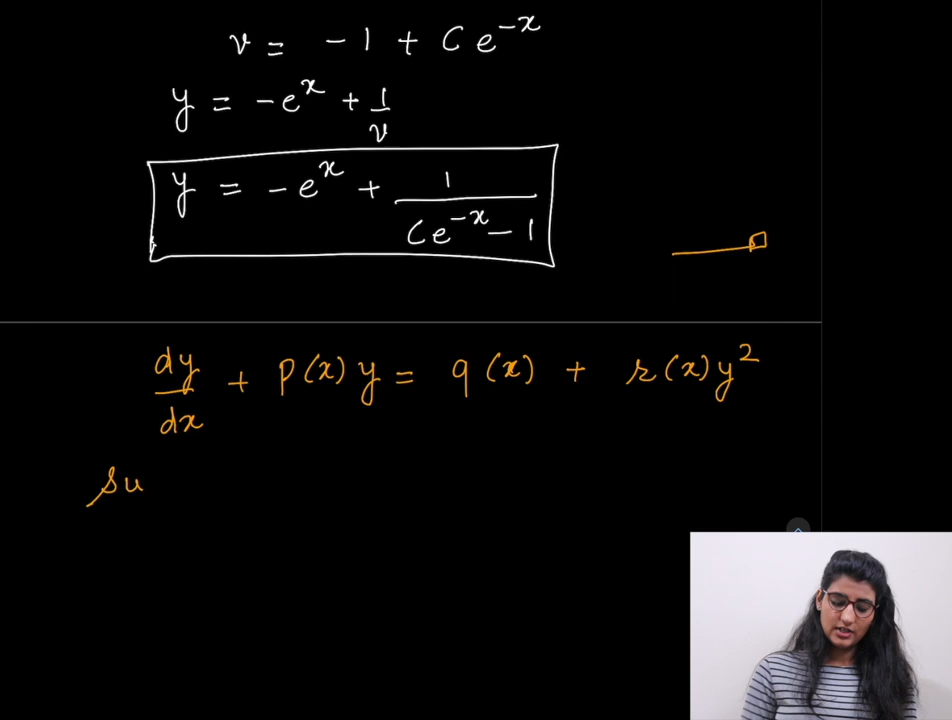 v = -1 + Ce^{-x}
y = -e^x + 1/v
y = -e^x + 1/(Ce^{-x} - 1)
dy/dx + p(x)y = q(x) + r(x)y^2
Su